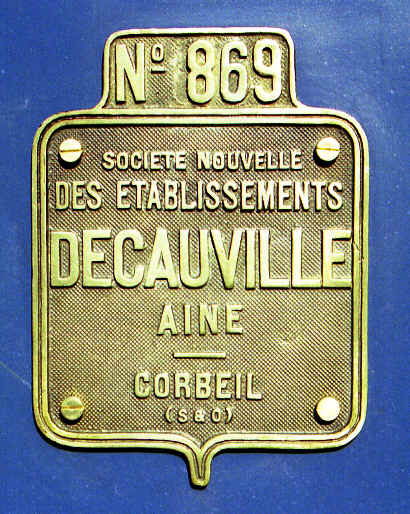 Nº 869
SOCIETE NOUVELLE
DES ETABLISSEMENTS
DECAUVILLE
AINE
CORBEIL
(S & O)